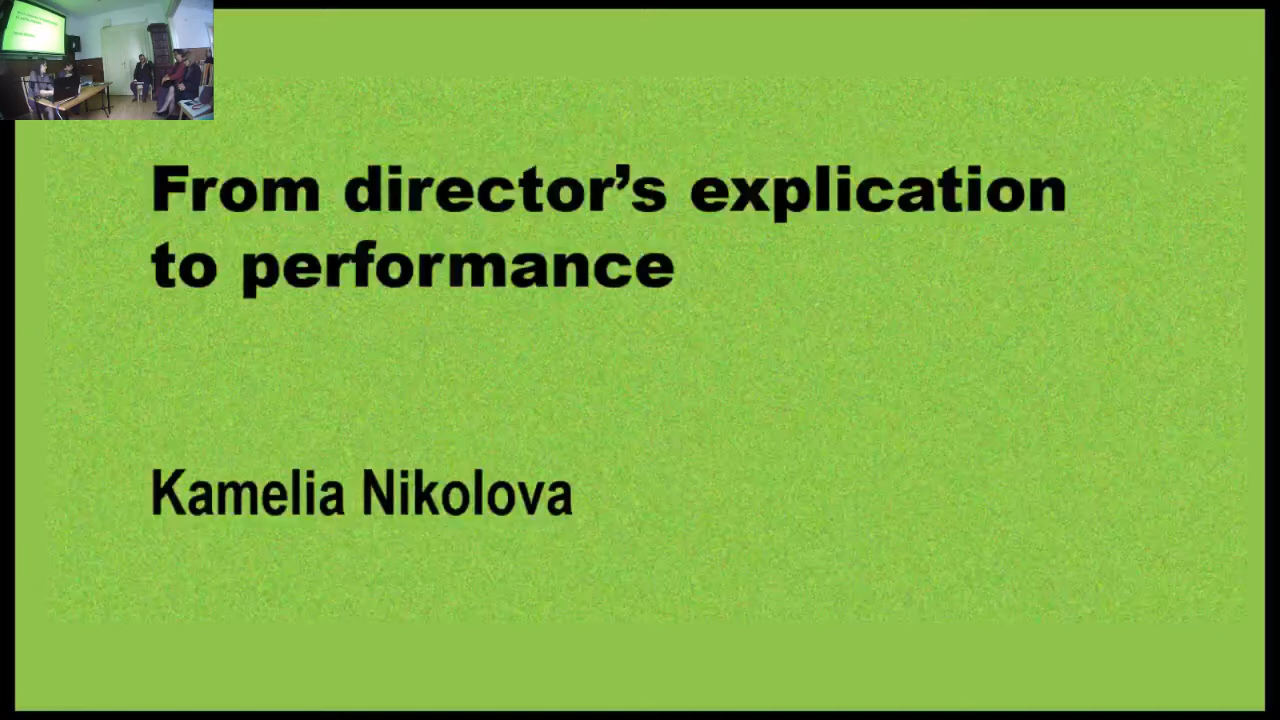 From director’s explication
to performance
Kamelia Nikolova